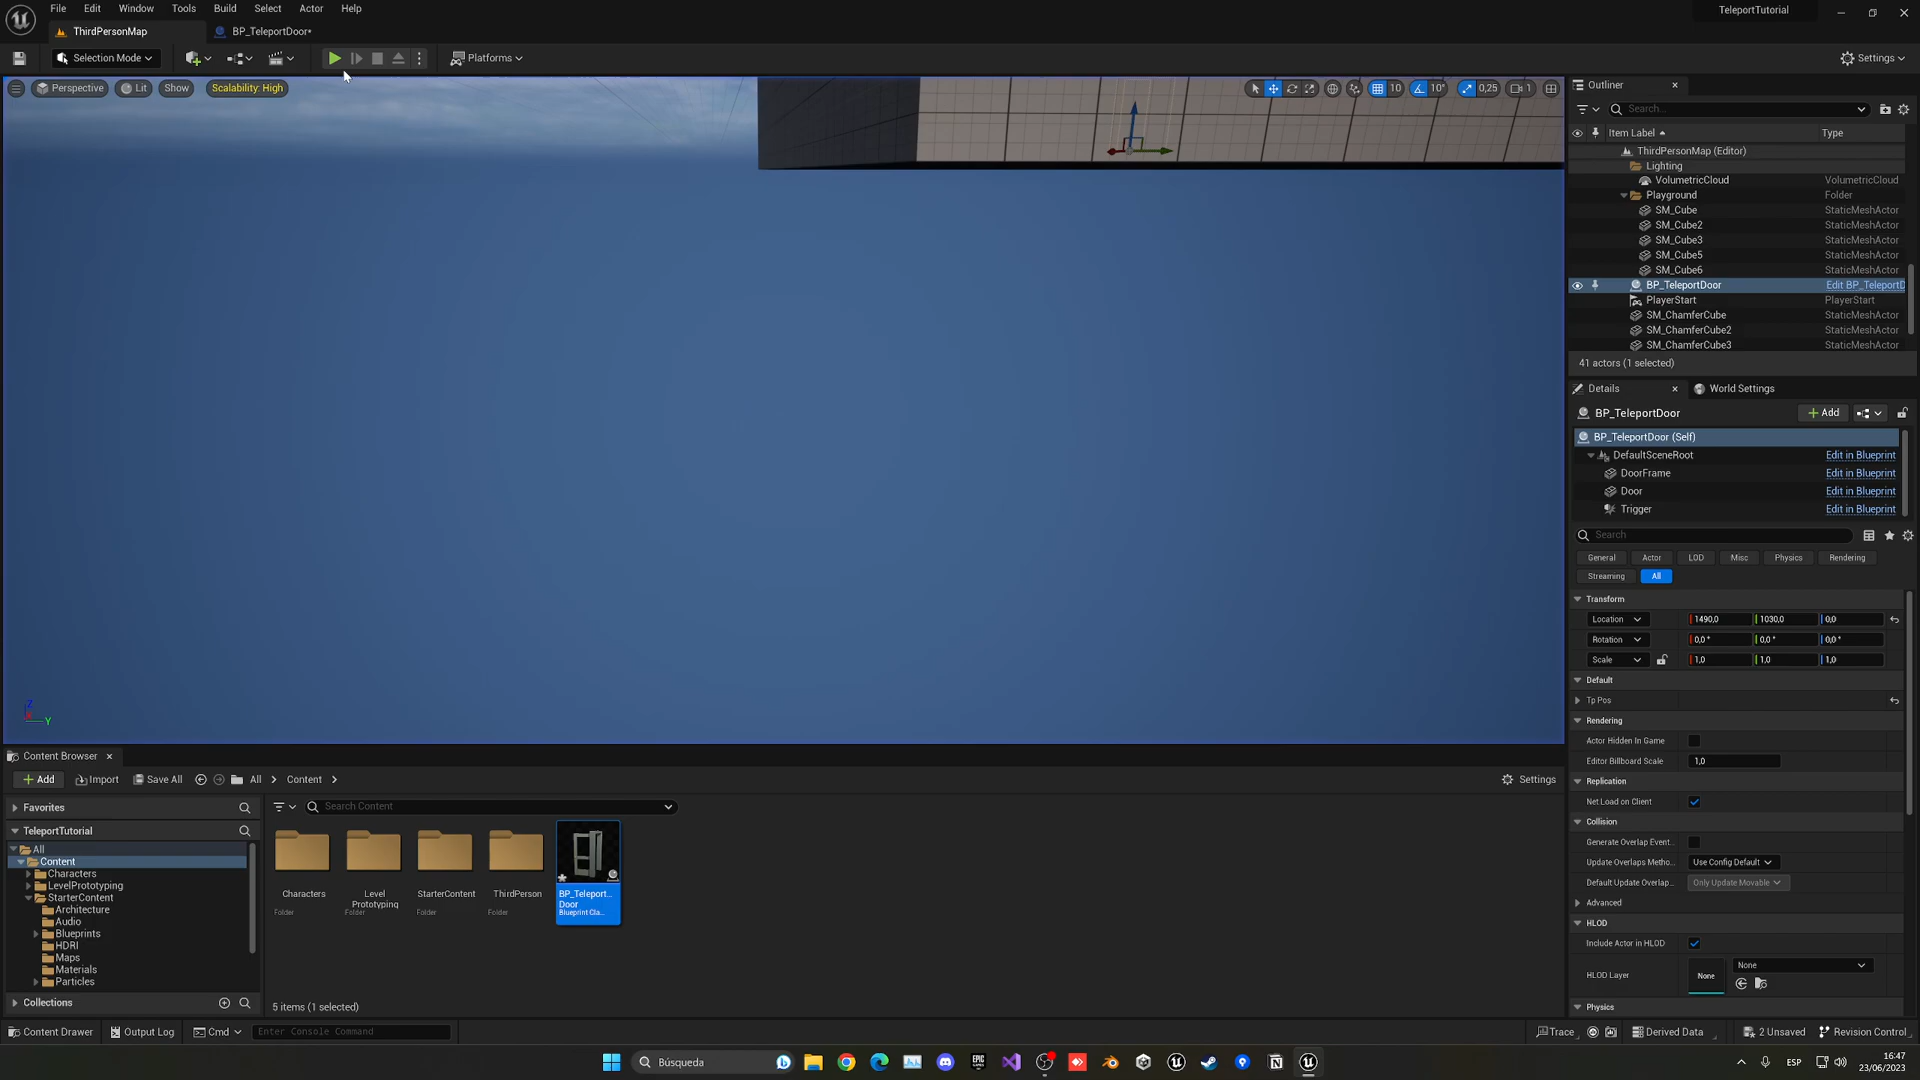 File Edit Window Tools Build Select Actor Help
TeleportTutorial
ThirdPersonMap
BP_TeleportDoor*
Selection Mode
Platforms
Settings
Perspective Lit Show Scalability: High
10 10° 0,25 1
Outliner
Search...
Item Label Type
ThirdPersonMap (Editor)
Lighting
VolumetricCloud VolumetricCloud
Playground Folder
SM_Cube StaticMeshActor
SM_Cube2 StaticMeshActor
SM_Cube3 StaticMeshActor
SM_Cube5 StaticMeshActor
SM_Cube6 StaticMeshActor
BP_TeleportDoor Edit BP_TeleportD
PlayerStart PlayerStart
SM_ChamferCube StaticMeshActor
SM_ChamferCube2 StaticMeshActor
SM_ChamferCube3 StaticMeshActor
41 actors (1 selected)
Details World Settings
BP_TeleportDoor Add
BP_TeleportDoor (Self)
DefaultSceneRoot Edit in Blueprint
DoorFrame Edit in Blueprint
Door Edit in Blueprint
Trigger Edit in Blueprint
Search
General Actor LOD Misc Physics Rendering
Streaming All
Transform
Location 1490,0 1030,0 0,0
Rotation 0,0 ° 0,0 ° 0,0 °
Scale 1,0 1,0 1,0
Default
Tp Pos
Rendering
Actor Hidden In Game
Editor Billboard Scale 1,0
Replication
Net Load on Client
Collision
Generate Overlap Event..
Update Overlaps Metho.. Use Config Default
Default Update Overlap.. Only Update Movable
Advanced
HLOD
Include Actor in HLOD
HLOD Layer None None
Physics
Z
Y
Content Browser
Add Import Save All All Content Settings
Favorites
Search Content
TeleportTutorial
All
Content
Characters
LevelPrototyping
StarterContent
Architecture
Audio
Blueprints
HDRI
Maps
Materials
Particles
Collections
Characters
Folder
Level Prototyping
Folder
StarterContent
Folder
ThirdPerson
Folder
BP_Teleport... Door
Blueprint Cla...
5 items (1 selected)
Content Drawer Output Log Cmd Enter Console Command
Trace Derived Data 2 Unsaved Revision Control
Búsqueda
EPIC GAMES
ESP
16:47
23/06/2023